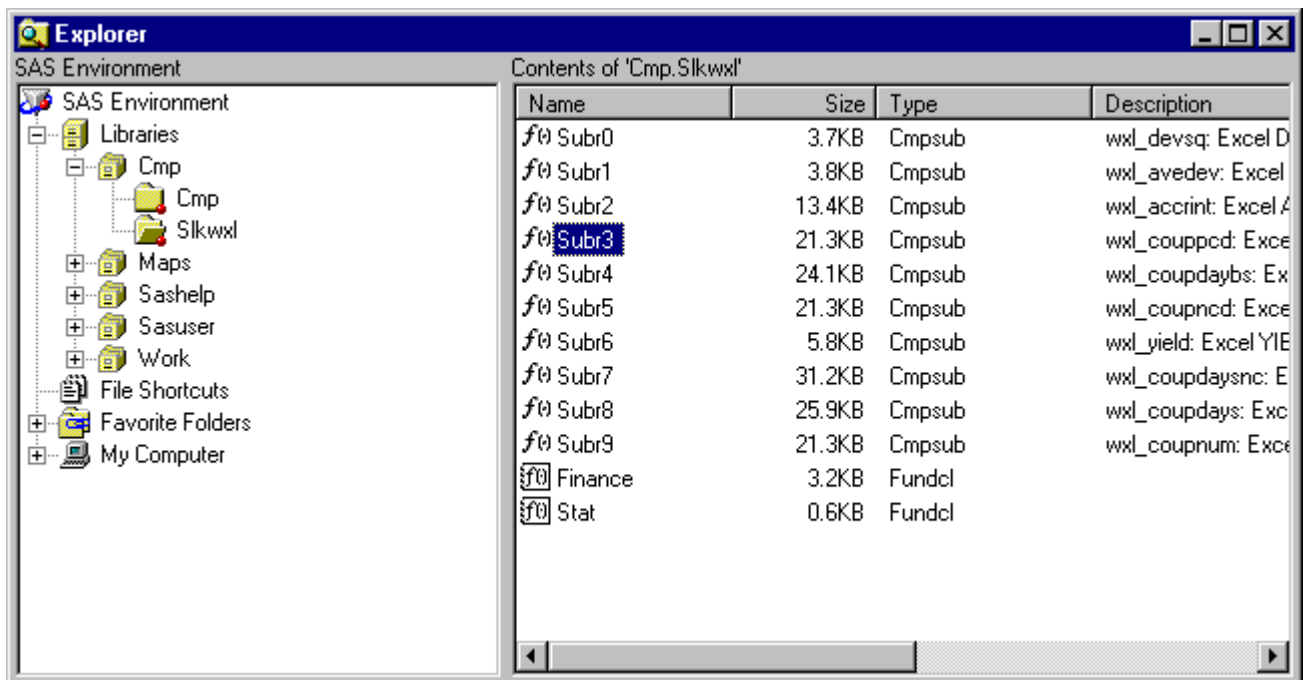 Explorer
SAS Environment
SAS Environment
Libraries
Cmp
Cmp
Slkwxl
Maps
Sashelp
Sasuser
Work
File Shortcuts
Favorite Folders
My Computer
Contents of 'Cmp.Slkwxl'
Name Size Type Description
Subr0 3.7KB Cmpsub wxl_devsq: Excel D
Subr1 3.8KB Cmpsub wxl_avedev: Excel
Subr2 13.4KB Cmpsub wxl_accrint: Excel A
Subr3 21.3KB Cmpsub wxl_couppcd: Exce
Subr4 24.1KB Cmpsub wxl_coupdaybs: Ex
Subr5 21.3KB Cmpsub wxl_coupncd: Exce
Subr6 5.8KB Cmpsub wxl_yield: Excel YIE
Subr7 31.2KB Cmpsub wxl_coupdaysnc: E
Subr8 25.9KB Cmpsub wxl_coupdays: Exc
Subr9 21.3KB Cmpsub wxl_coupnum: Exce
Finance 3.2KB Fundcl
Stat 0.6KB Fundcl